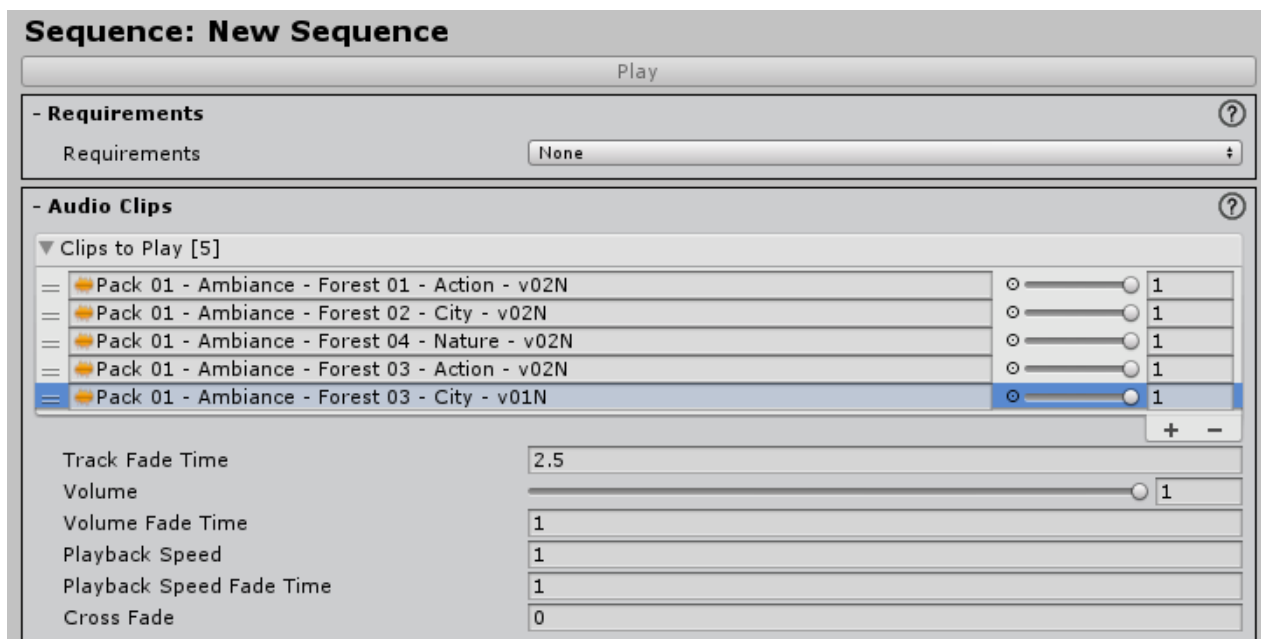 Sequence: New Sequence
Play
- Requirements
Requirements None
- Audio Clips
Clips to Play [5]
Pack 01 - Ambiance - Forest 01 - Action - v02N 1
Pack 01 - Ambiance - Forest 02 - City - v02N 1
Pack 01 - Ambiance - Forest 04 - Nature - v02N 1
Pack 01 - Ambiance - Forest 03 - Action - v02N 1
Pack 01 - Ambiance - Forest 03 - City - v01N 1
+ -
Track Fade Time 2.5
Volume 1
Volume Fade Time 1
Playback Speed 1
Playback Speed Fade Time 1
Cross Fade 0